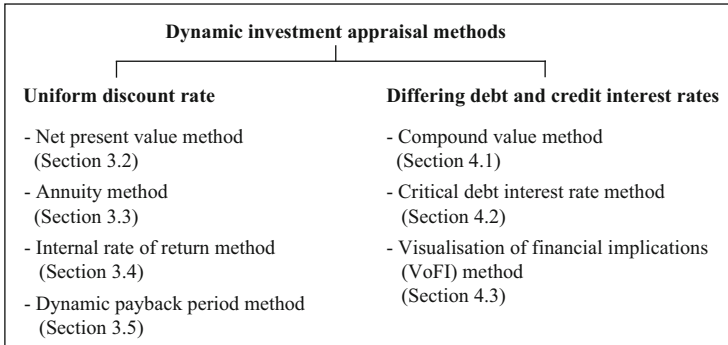 Dynamic investment appraisal methods
Uniform discount rate
- Net present value method
(Section 3.2)
- Annuity method
(Section 3.3)
- Internal rate of return method
(Section 3.4)
- Dynamic payback period method
(Section 3.5)
Differing debt and credit interest rates
- Compound value method
(Section 4.1)
- Critical debt interest rate method
(Section 4.2)
- Visualisation of financial implications
(VoFI) method
(Section 4.3)